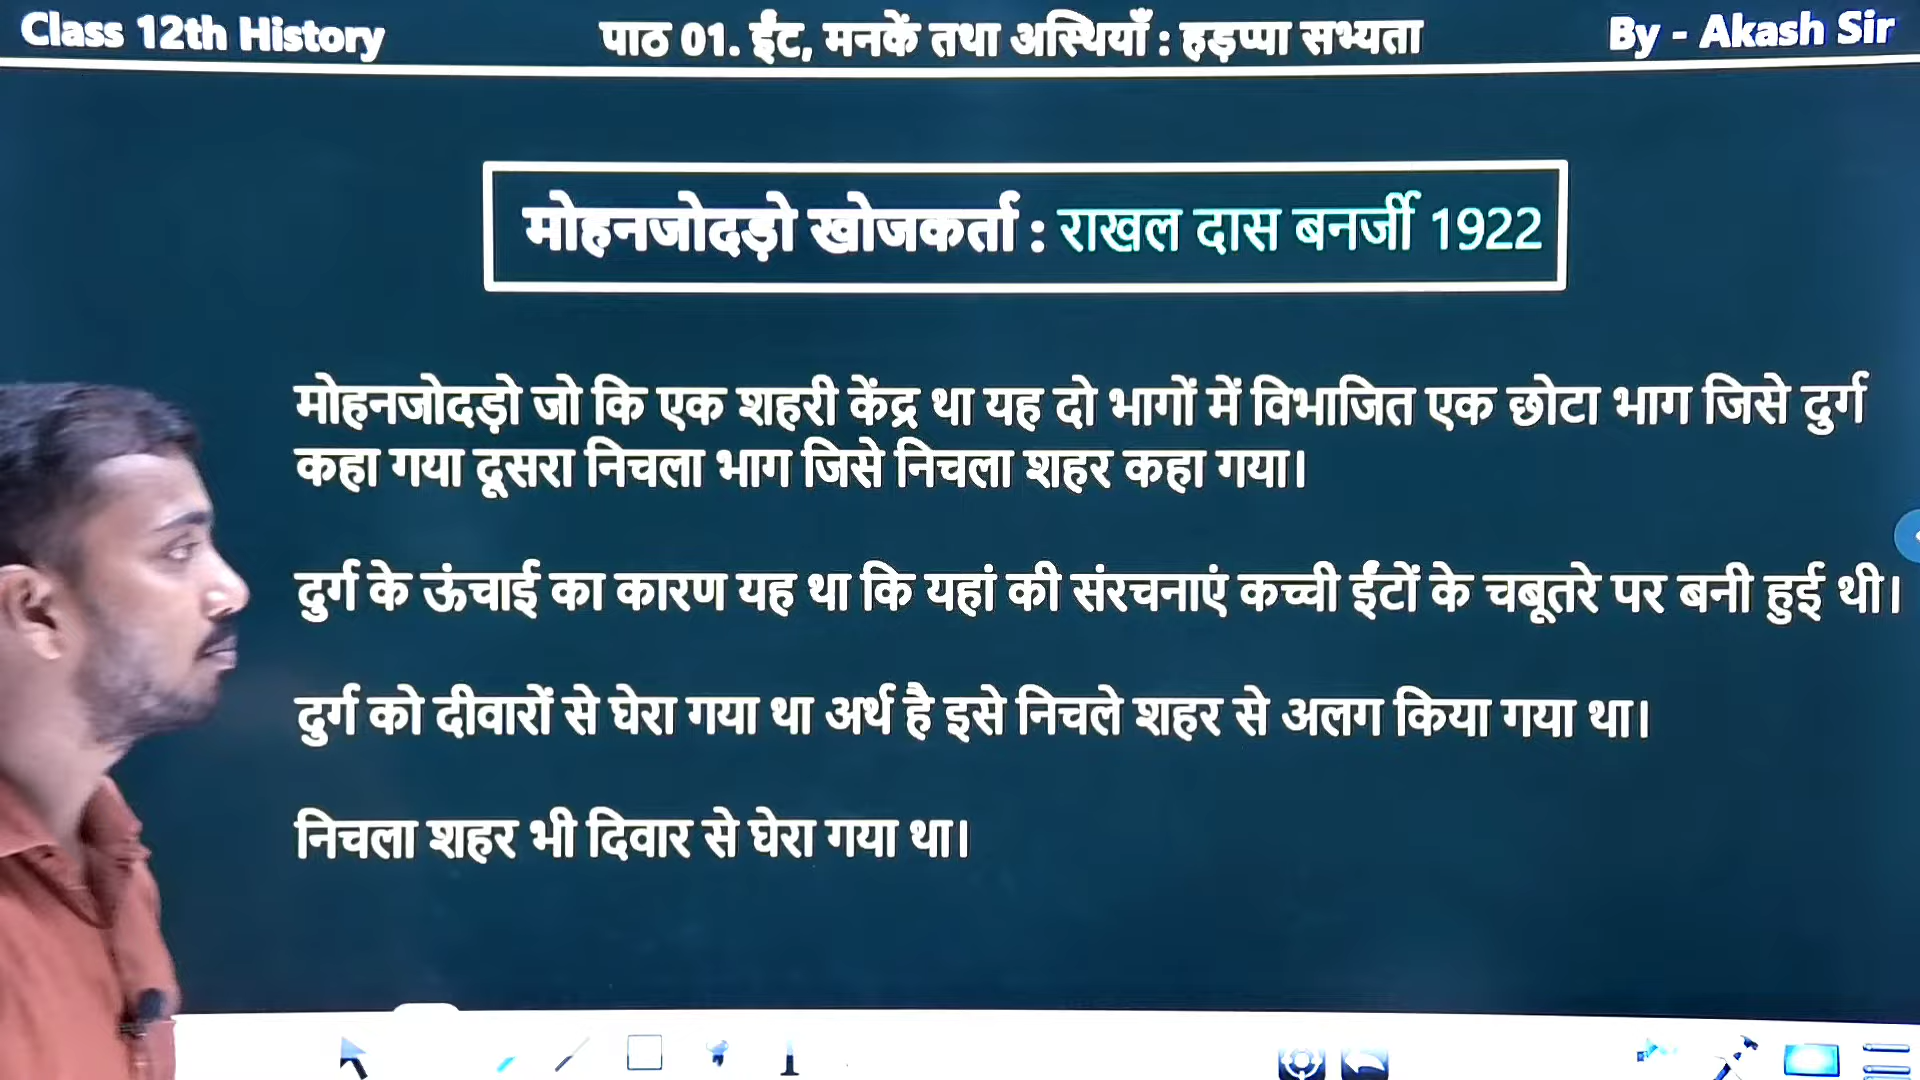 Class 12th History
पाठ 01. ईंट, मनकें तथा अस्थियाँ : हड़प्पा सभ्यता
By - Akash Sir
मोहनजोदड़ो खोजकर्ता : राखल दास बनर्जी 1922
मोहनजोदड़ो जो कि एक शहरी केंद्र था यह दो भागों में विभाजित एक छोटा भाग जिसे दुर्ग
कहा गया दूसरा निचला भाग जिसे निचला शहर कहा गया।
दुर्ग के ऊंचाई का कारण यह था कि यहां की संरचनाएं कच्ची ईंटों के चबूतरे पर बनी हुई थी।
दुर्ग को दीवारों से घेरा गया था अर्थ है इसे निचले शहर से अलग किया गया था।
निचला शहर भी दिवार से घेरा गया था।